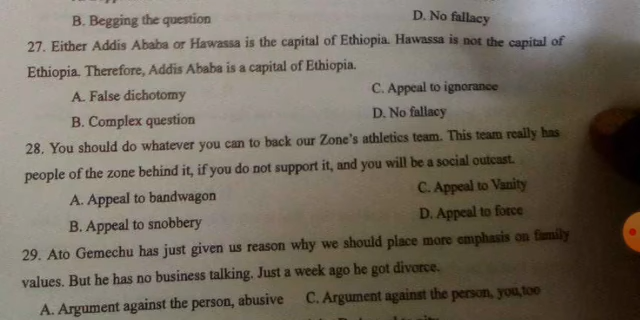 B. Begging the question D. No fallacy
27. Either Addis Ababa or Hawassa is the capital of Ethiopia. Hawassa is not the capital of
Ethiopia. Therefore, Addis Ababa is a capital of Ethiopia.
A. False dichotomy C. Appeal to ignorance
B. Complex question D. No fallacy
28. You should do whatever you can to back our Zone's athletics team. This team really has
people of the zone behind it, if you do not support it, and you will be a social outcast.
A. Appeal to bandwagon C. Appeal to Vanity
B. Appeal to snobbery D. Appeal to force
29. Ato Gemechu has just given us reason why we should place more emphasis on family
values. But he has no business talking. Just a week ago he got divorce.
A. Argument against the person, abusive C. Argument against the person, you, too